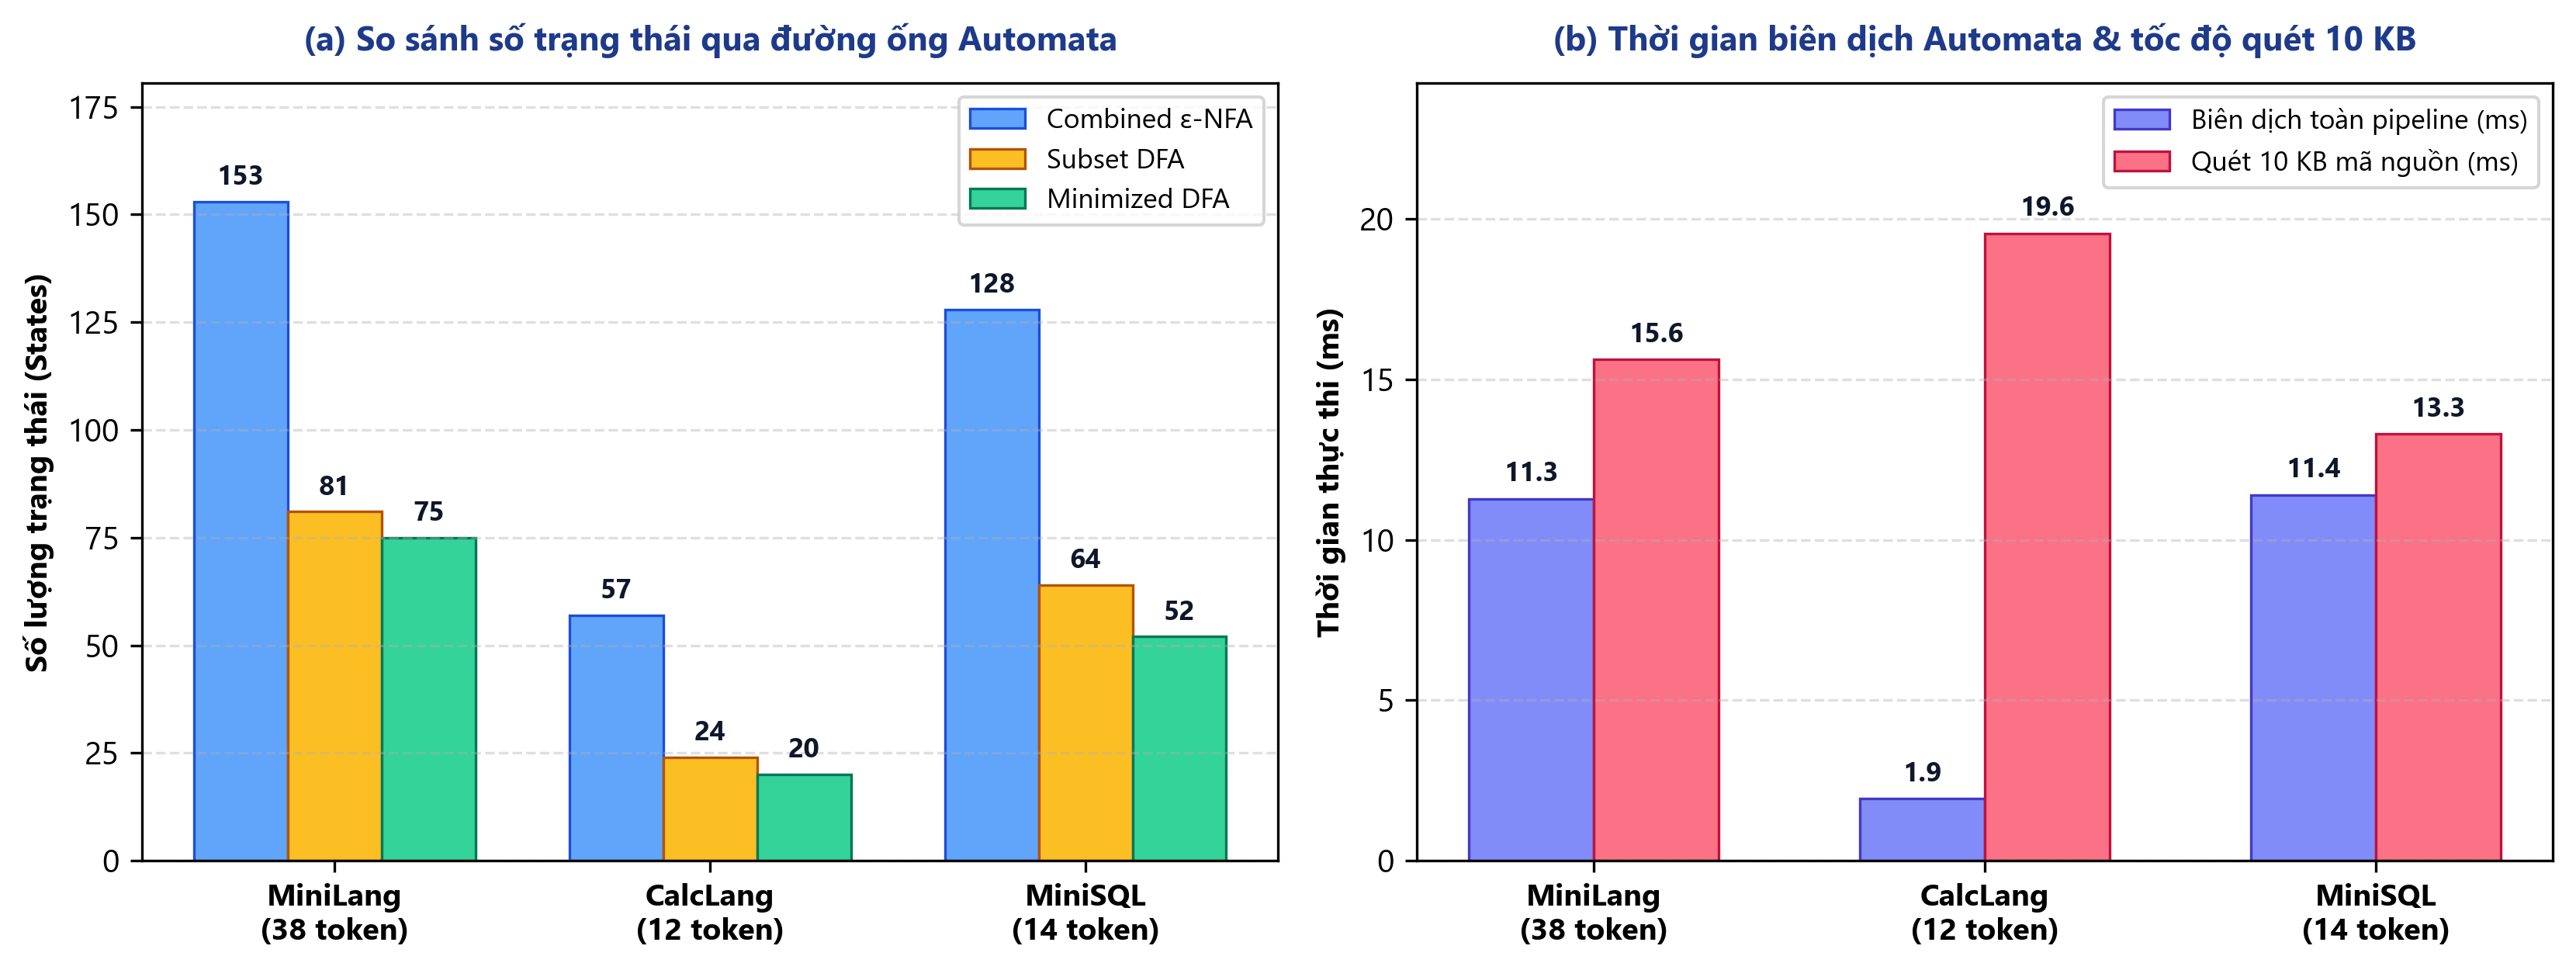 (a) So sánh số trạng thái qua đường ống Automata
Số lượng trạng thái (States)
175
150
125
100
75
50
25
0
Combined ε-NFA
Subset DFA
Minimized DFA
153
81
75
57
24
20
128
64
52
MiniLang
(38 token)
CalcLang
(12 token)
MiniSQL
(14 token)
(b) Thời gian biên dịch Automata & tốc độ quét 10 KB
Thời gian thực thi (ms)
20
15
10
5
0
Biên dịch toàn pipeline (ms)
Quét 10 KB mã nguồn (ms)
11.3
15.6
1.9
19.6
11.4
13.3
MiniLang
(38 token)
CalcLang
(12 token)
MiniSQL
(14 token)